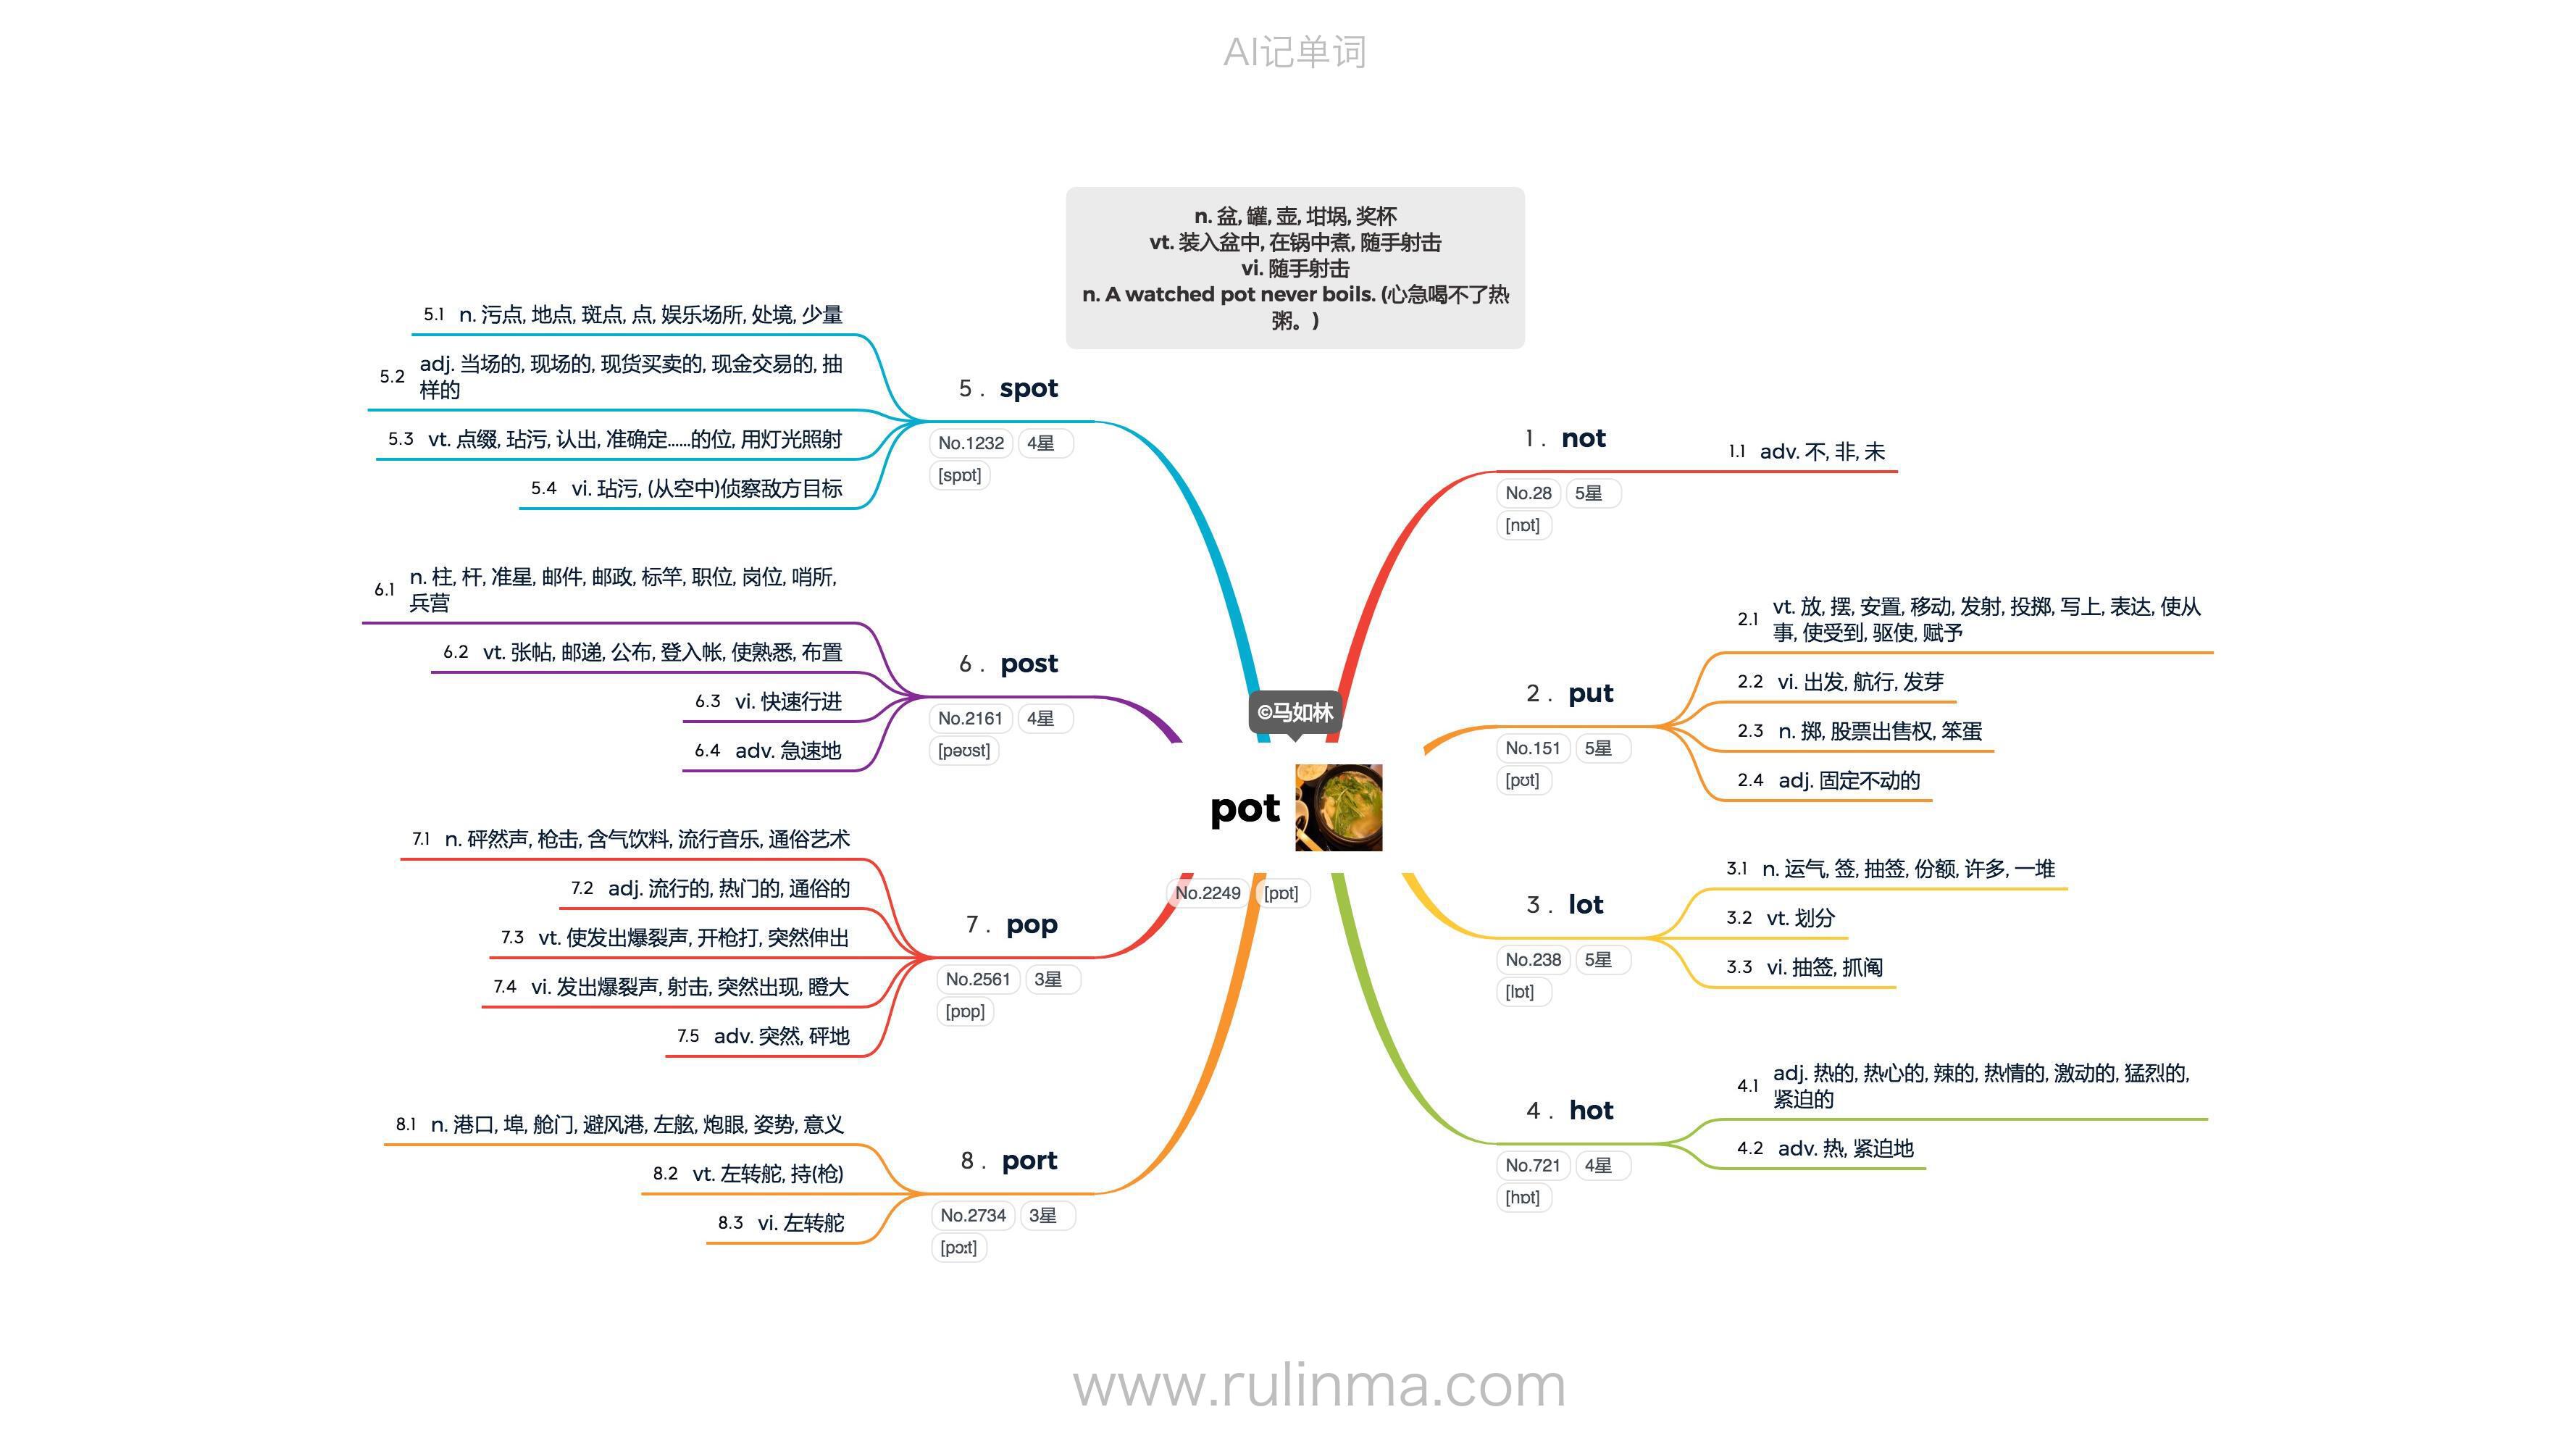 AI记单词
n. 盆, 罐, 壶, 坩埚, 奖杯
vt. 装入盆中, 在锅中煮, 随手射击
vi. 随手射击
n. A watched pot never boils. (心急喝不了热
粥。)
©马如林
pot
No.2249 [pɒt]
1. not
No.28 5星
[nɒt]
1.1 adv. 不, 非, 未
2. put
No.151 5星
[pʊt]
2.1 vt. 放, 摆, 安置, 移动, 发射, 投掷, 写上, 表达, 使从
事, 使受到, 驱使, 赋予
2.2 vi. 出发, 航行, 发芽
2.3 n. 掷, 股票出售权, 笨蛋
2.4 adj. 固定不动的
3. lot
No.238 5星
[lɒt]
3.1 n. 运气, 签, 抽签, 份额, 许多, 一堆
3.2 vt. 划分
3.3 vi. 抽签, 抓阄
4. hot
No.721 4星
[hɒt]
4.1 adj. 热的, 热心的, 辣的, 热情的, 激动的, 猛烈的,
紧迫的
4.2 adv. 热, 紧迫地
5. spot
No.1232 4星
[spɒt]
5.1 n. 污点, 地点, 斑点, 点, 娱乐场所, 处境, 少量
5.2 adj. 当场的, 现场的, 现货买卖的, 现金交易的, 抽
样的
5.3 vt. 点缀, 玷污, 认出, 准确定......的位, 用灯光照射
5.4 vi. 玷污, (从空中)侦察敌方目标
6. post
No.2161 4星
[pəʊst]
6.1 n. 柱, 杆, 准星, 邮件, 邮政, 标竿, 职位, 岗位, 哨所,
兵营
6.2 vt. 张帖, 邮递, 公布, 登入帐, 使熟悉, 布置
6.3 vi. 快速行进
6.4 adv. 急速地
7. pop
No.2561 3星
[pɒp]
7.1 n. 砰然声, 枪击, 含气饮料, 流行音乐, 通俗艺术
7.2 adj. 流行的, 热门的, 通俗的
7.3 vt. 使发出爆裂声, 开枪打, 突然伸出
7.4 vi. 发出爆裂声, 射击, 突然出现, 瞪大
7.5 adv. 突然, 砰地
8. port
No.2734 3星
[pɔːt]
8.1 n. 港口, 埠, 舱门, 避风港, 左舷, 炮眼, 姿势, 意义
8.2 vt. 左转舵, 持(枪)
8.3 vi. 左转舵
www.rulinma.com